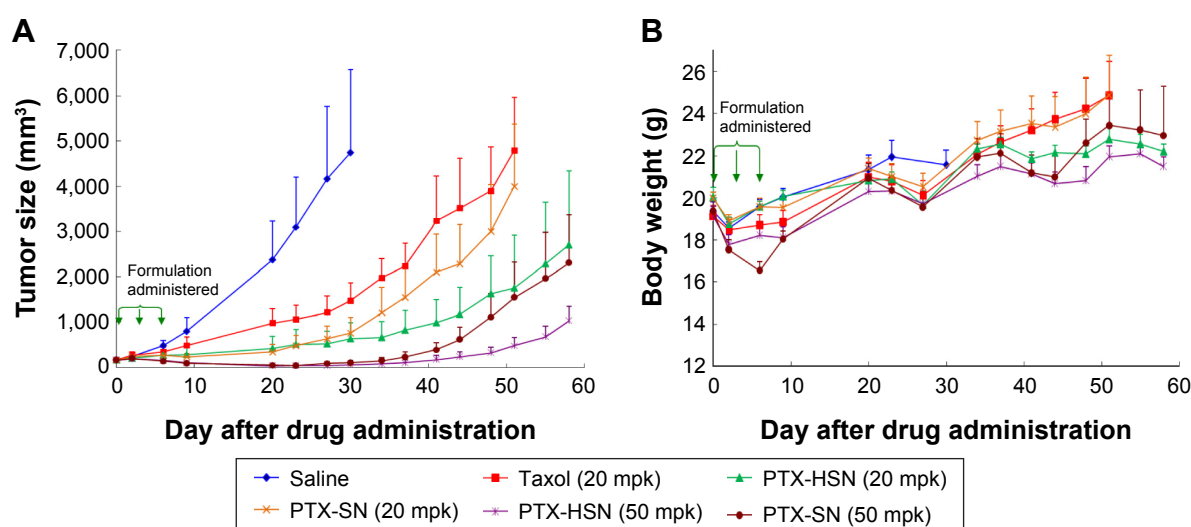 A
Tumor size (mm³)
7,000
6,000
5,000
4,000
3,000
2,000
1,000
0
Formulation
administered
0 10 20 30 40 50 60
Day after drug administration
B
Body weight (g)
26
24
22
20
18
16
14
12
Formulation
administered
0 10 20 30 40 50 60
Day after drug administration
Saline Taxol (20 mpk) PTX-HSN (20 mpk)
PTX-SN (20 mpk) PTX-HSN (50 mpk) PTX-SN (50 mpk)